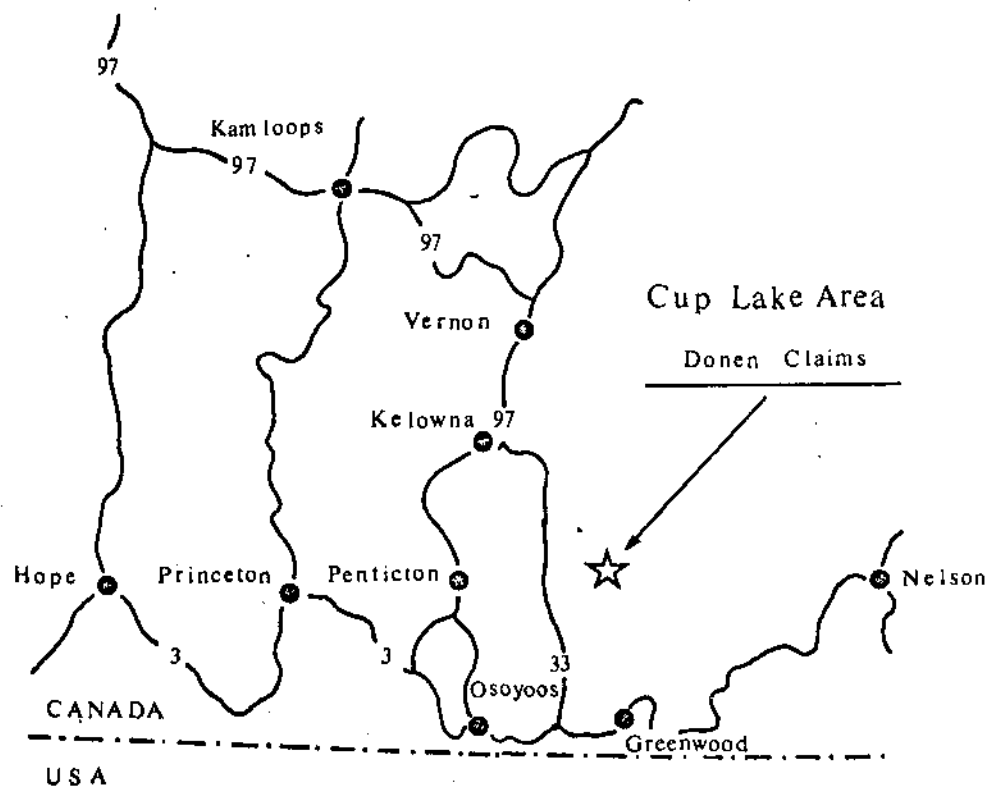 97
Kamloops
97
97
Cup Lake Area
Vernon
Donen Claims
Kelowna 97
Hope
Princeton
Penticton
Nelson
3
3
33
Osoyoos
CANADA
Greenwood
USA